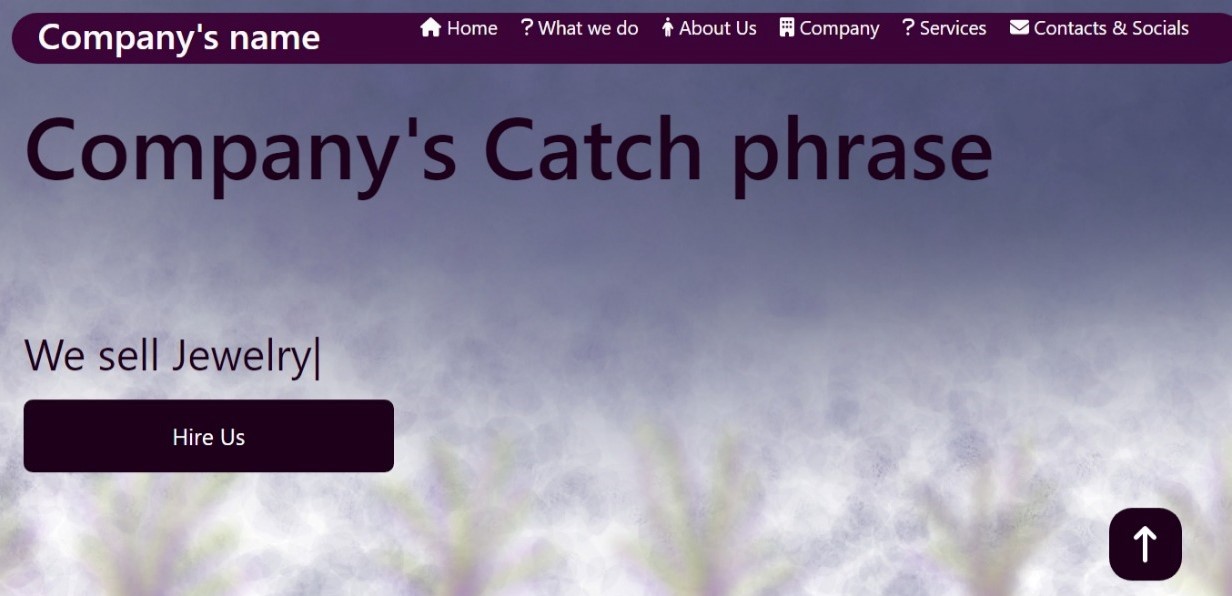 Company's name
Home ? What we do About Us Company ? Services Contacts & Socials
Company's Catch phrase
We sell Jewelry|
Hire Us